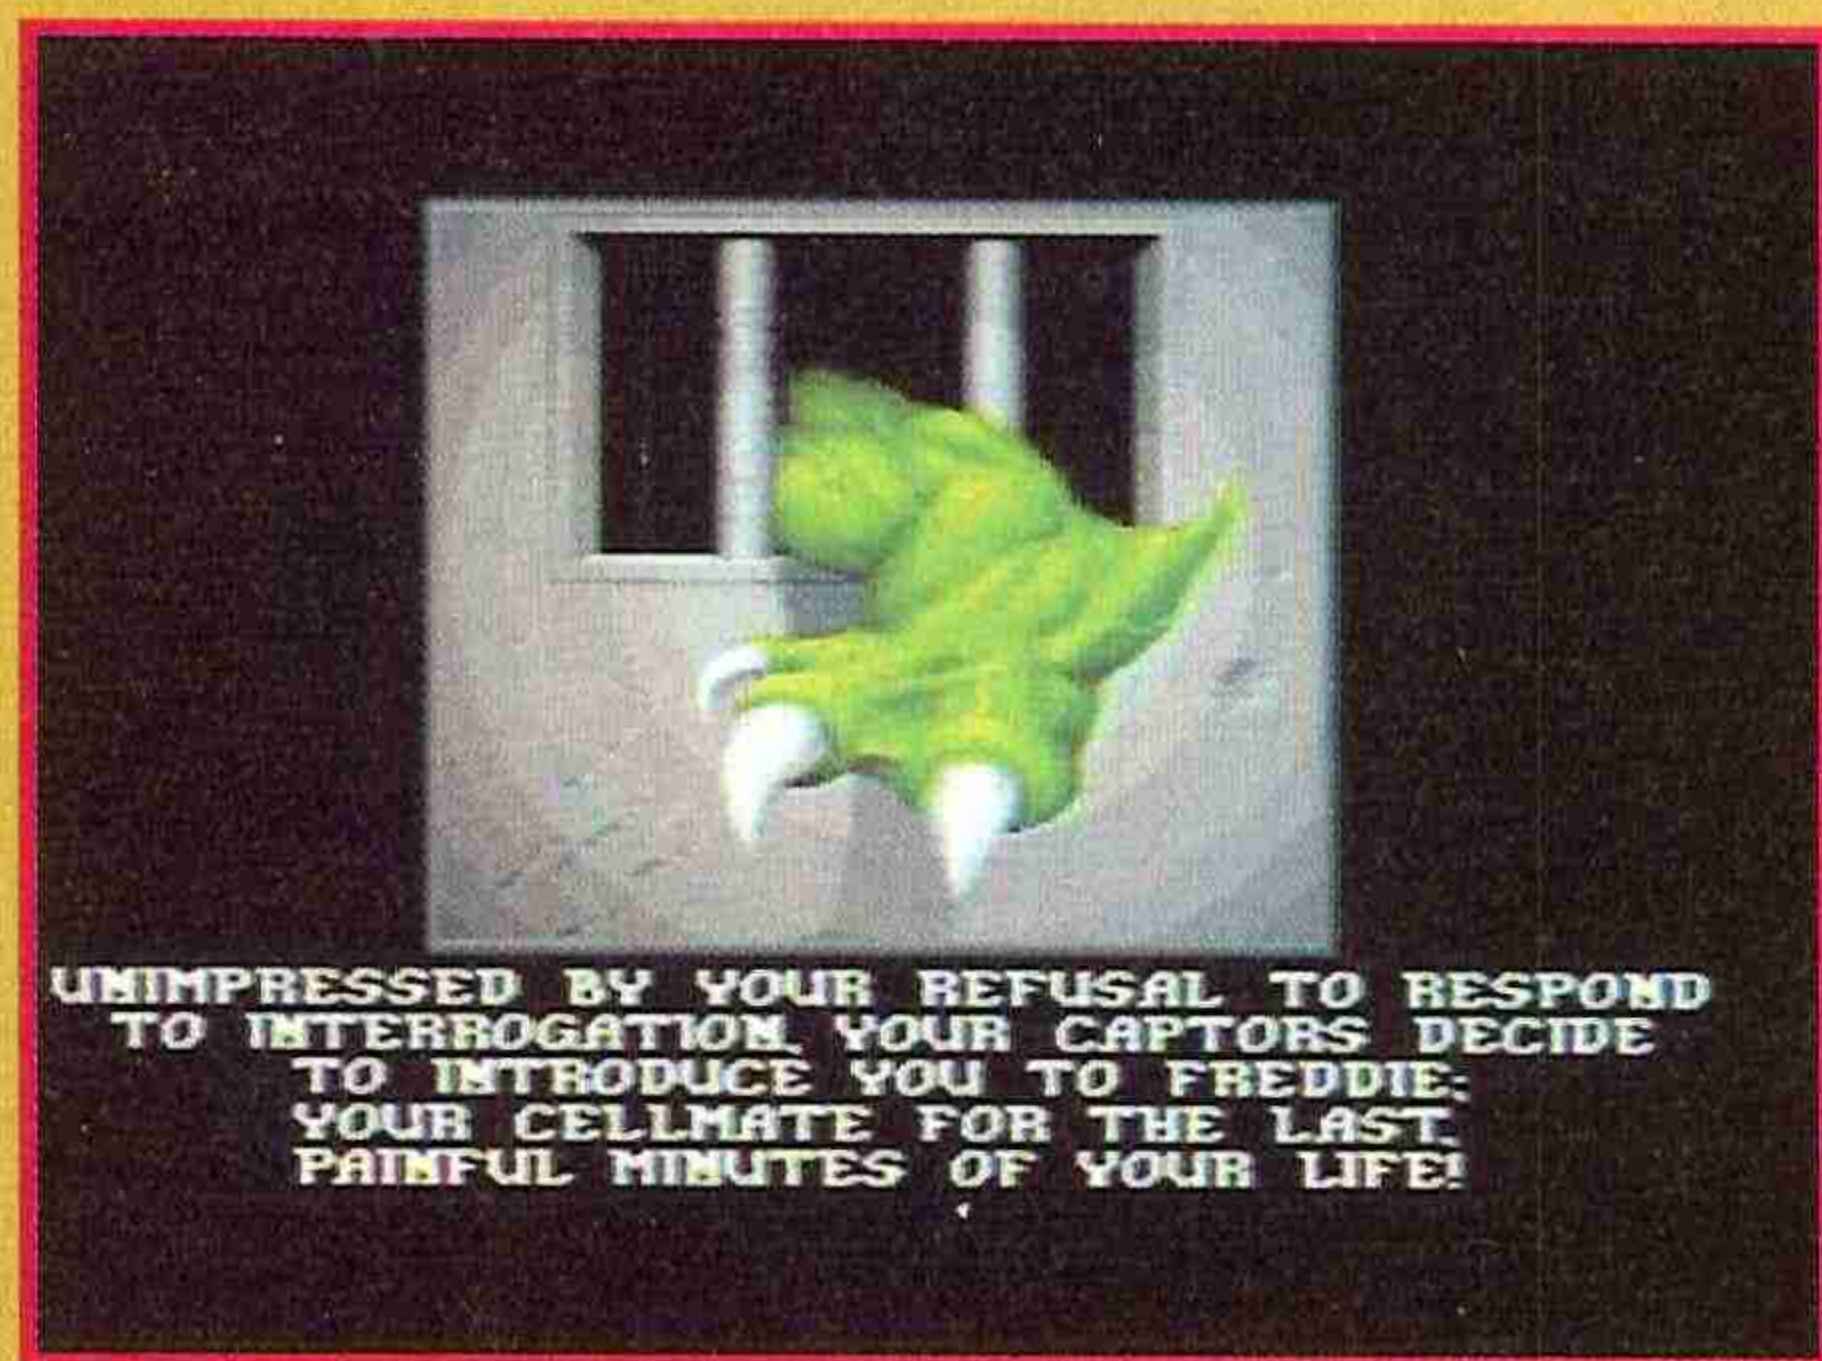 UNIMPRESSED BY YOUR REFUSAL TO RESPOND
TO INTERROGATION, YOUR CAPTORS DECIDE
TO INTRODUCE YOU TO FREDDIE;
YOUR CELLMATE FOR THE LAST,
PAINFUL MINUTES OF YOUR LIFE!